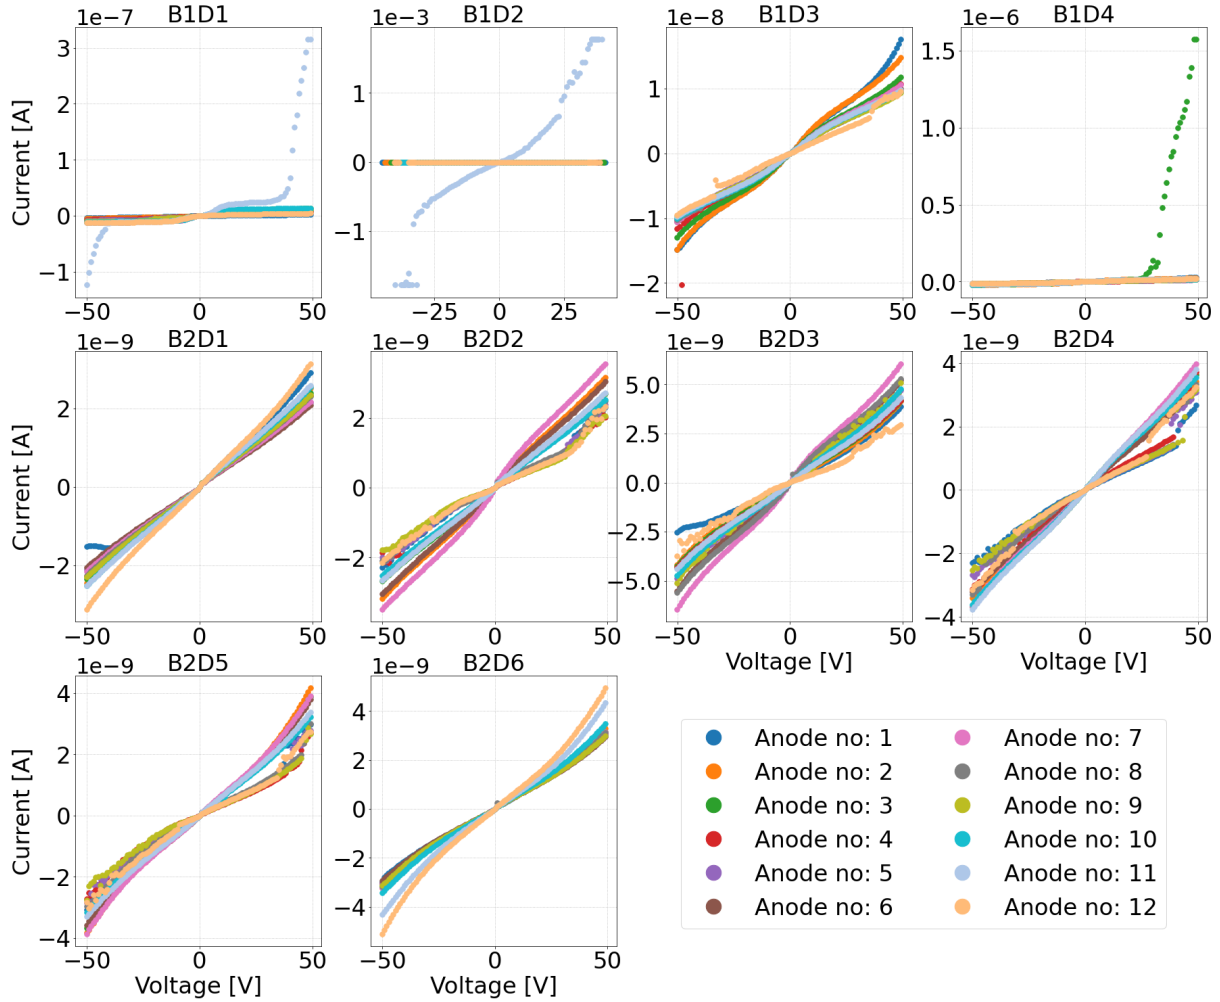 1e−7 B1D1
Current [A]
3
2
1
0
−1
−50 0 50
1e−3 B1D2
1
0
−1
−25 0 25
1e−8 B1D3
1
0
−1
−2
−50 0 50
1e−6 B1D4
1.5
1.0
0.5
0.0
−50 0 50
1e−9 B2D1
Current [A]
2
0
−2
−50 0 50
1e−9 B2D2
2
0
−2
−50 0 50
1e−9 B2D3
5.0
2.5
0.0
−2.5
−5.0
−50 0 50
Voltage [V]
1e−9 B2D4
4
2
0
−2
−4
−50 0 50
Voltage [V]
1e−9 B2D5
Current [A]
4
2
0
−2
−4
−50 0 50
Voltage [V]
1e−9 B2D6
4
2
0
−2
−4
−50 0 50
Voltage [V]
Anode no: 1
Anode no: 2
Anode no: 3
Anode no: 4
Anode no: 5
Anode no: 6
Anode no: 7
Anode no: 8
Anode no: 9
Anode no: 10
Anode no: 11
Anode no: 12